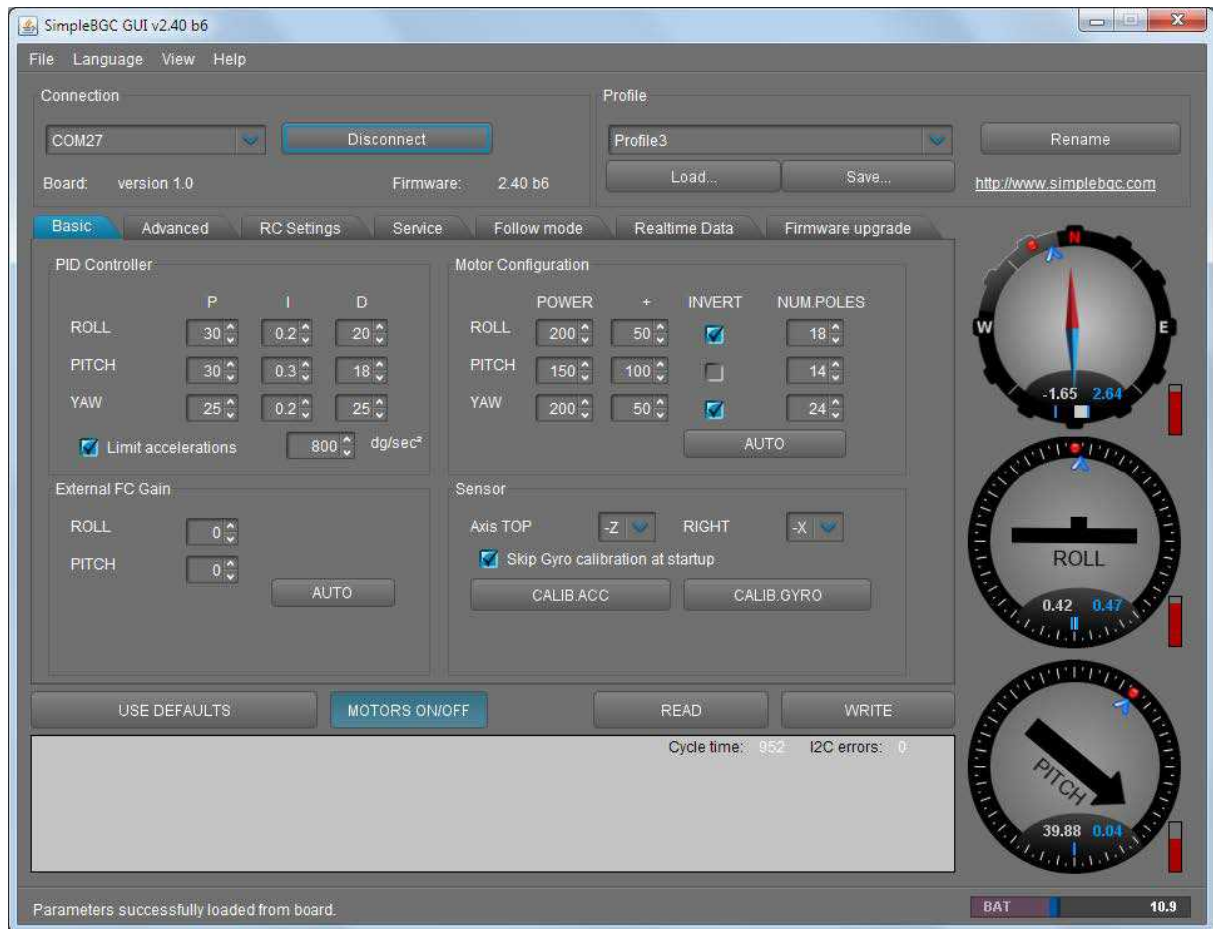 SimpleBGC GUI v2.40 b6
File Language View Help
Connection
COM27 Disconnect
Board: version 1.0 Firmware: 2.40 b6
Profile
Profile3 Rename
Load... Save... http://www.simplebgc.com
Basic Advanced RC Setings Service Follow mode Realtime Data Firmware upgrade
PID Controller
P I D
ROLL 30 0.2 20
PITCH 30 0.3 18
YAW 25 0.2 25
Limit accelerations 800 dg/sec²
Motor Configuration
POWER + INVERT NUM.POLES
ROLL 200 50 18
PITCH 150 100 14
YAW 200 50 24
AUTO
External FC Gain
ROLL 0
PITCH 0
AUTO
Sensor
Axis TOP -Z RIGHT -X
Skip Gyro calibration at startup
CALIB.ACC CALIB.GYRO
N
W E
-1.65 2.64
ROLL
0.42 0.47
PITCH
39.88 0.04
USE DEFAULTS MOTORS ON/OFF READ WRITE
Cycle time: 952 I2C errors: 0
Parameters successfully loaded from board.
BAT 10.9